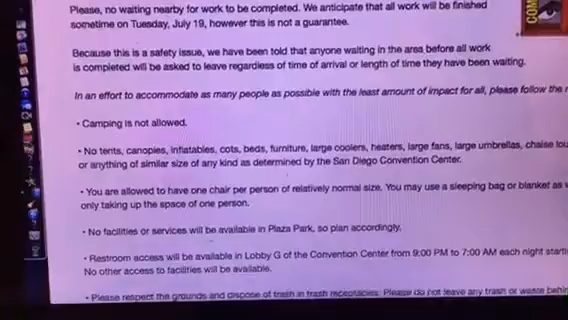 Please, no waiting nearby for work to be completed. We anticipate that all work will be finished
sometime on Tuesday, July 19, however this is not a guarantee.
Because this is a safety issue, we have been told that anyone waiting in the area before all work
is completed will be asked to leave regardless of time of arrival or length of time they have been waiting.
In an effort to accommodate as many people as possible with the least amount of impact for all, please follow the
• Camping is not allowed.
• No tents, canopies, inflatables, cots, beds, furniture, large coolers, heaters, large fans, large umbrellas, chaise lou
or anything of similar size of any kind as determined by the San Diego Convention Center.
• You are allowed to have one chair per person of relatively normal size. You may use a sleeping bag or blanket as
only taking up the space of one person.
• No facilities or services will be available in Plaza Park, so plan accordingly.
• Restroom access will be available in Lobby G of the Convention Center from 9:00 PM to 7:00 AM each night starti
No other access to facilities will be available.
• Please respect the grounds and dispose of trash in trash receptacles. Please do not leave any trash or waste behin
COM